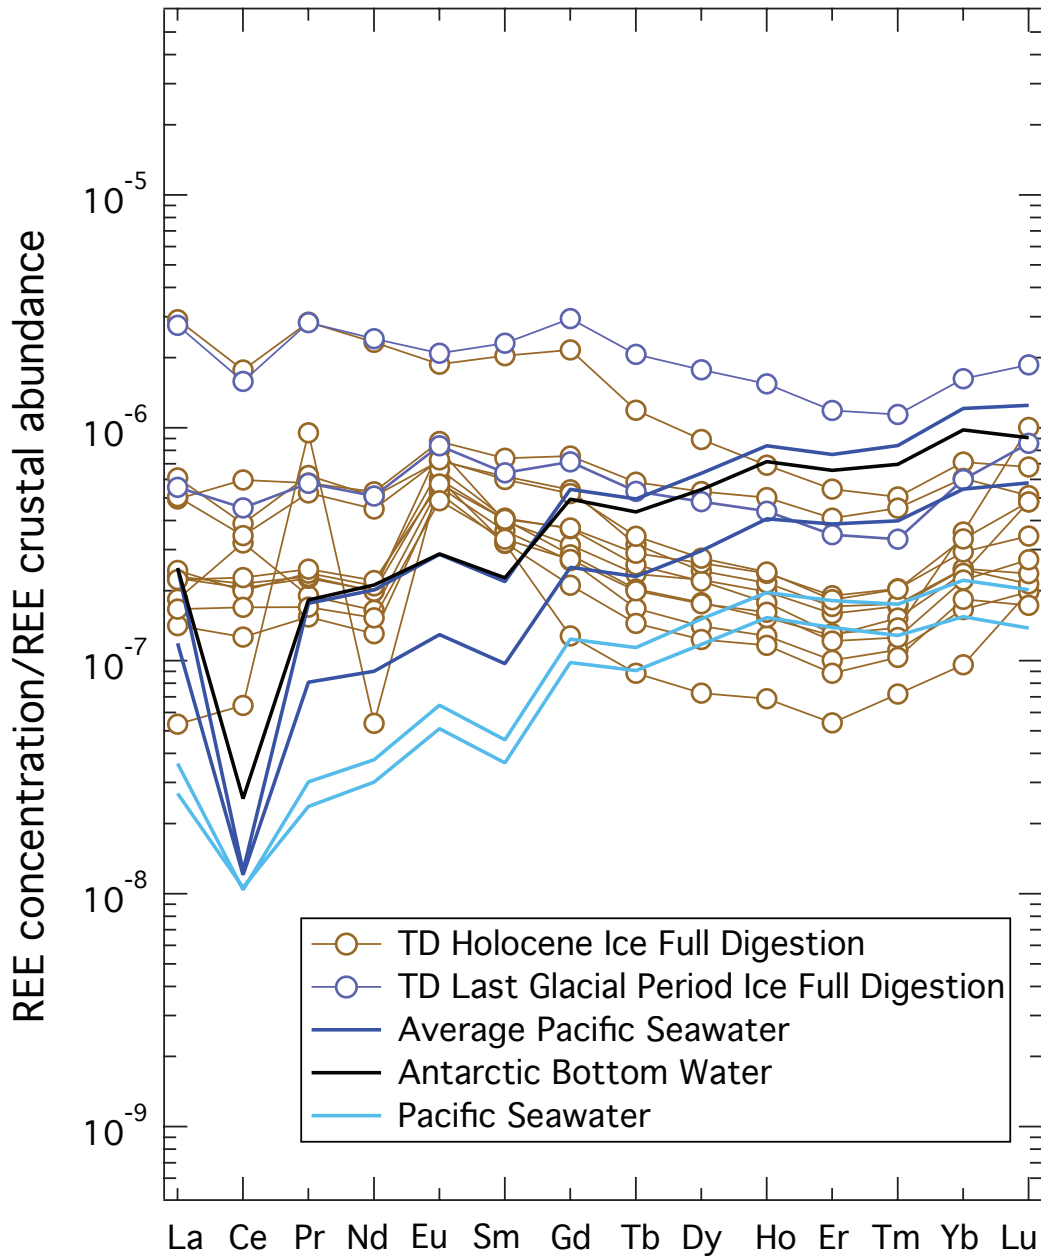 REE concentration/REE crustal abundance
10-5
10-6
10-7
10-8
10-9
TD Holocene Ice Full Digestion
TD Last Glacial Period Ice Full Digestion
Average Pacific Seawater
Antarctic Bottom Water
Pacific Seawater
La Ce Pr Nd Eu Sm Gd Tb Dy Ho Er Tm Yb Lu